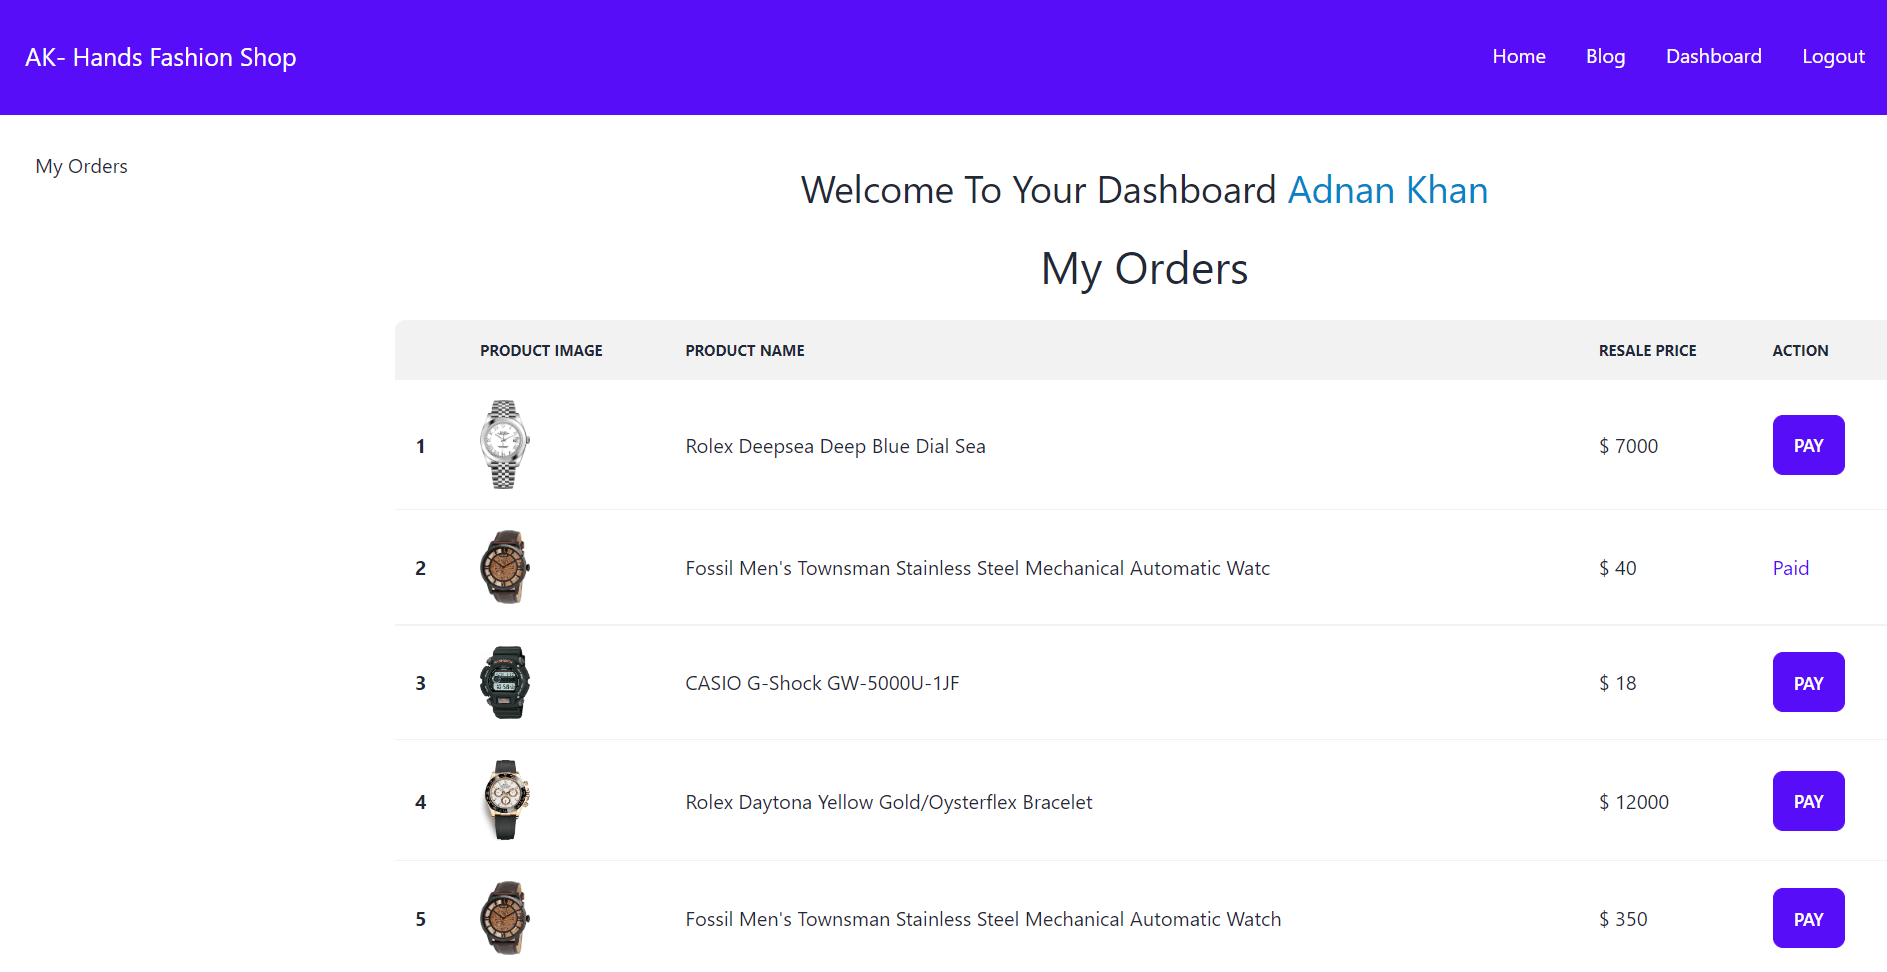 AK- Hands Fashion Shop
Home Blog Dashboard Logout
My Orders
Welcome To Your Dashboard Adnan Khan
My Orders
PRODUCT IMAGE PRODUCT NAME RESALE PRICE ACTION
1 Rolex Deepsea Deep Blue Dial Sea $ 7000 PAY
2 Fossil Men's Townsman Stainless Steel Mechanical Automatic Watc $ 40 Paid
3 CASIO G-Shock GW-5000U-1JF $ 18 PAY
4 Rolex Daytona Yellow Gold/Oysterflex Bracelet $ 12000 PAY
5 Fossil Men's Townsman Stainless Steel Mechanical Automatic Watch $ 350 PAY